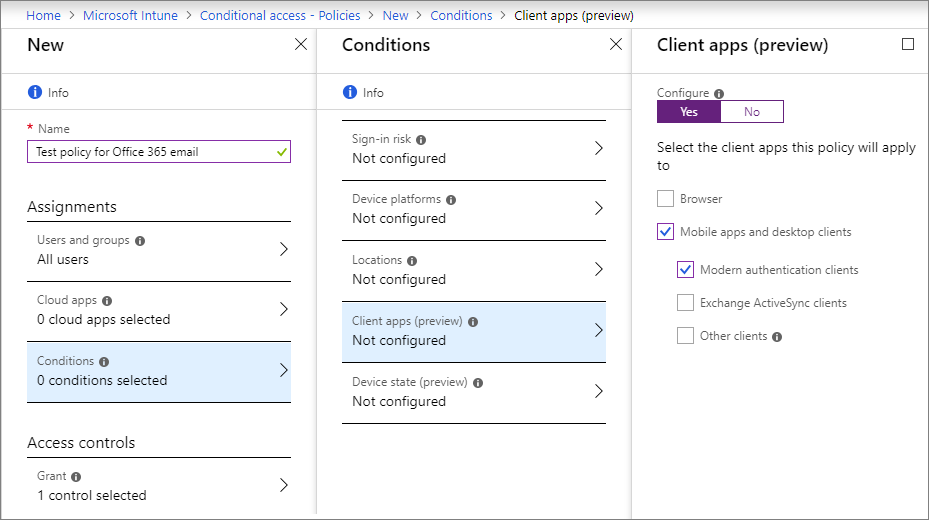 Home > Microsoft Intune > Conditional access - Policies > New > Conditions > Client apps (preview)
New
Info
* Name
Test policy for Office 365 email
Assignments
Users and groups
All users
Cloud apps
0 cloud apps selected
Conditions
0 conditions selected
Access controls
Grant
1 control selected
Conditions
Info
Sign-in risk
Not configured
Device platforms
Not configured
Locations
Not configured
Client apps (preview)
Not configured
Device state (preview)
Not configured
Client apps (preview)
Configure
Yes No
Select the client apps this policy will apply
to
Browser
Mobile apps and desktop clients
Modern authentication clients
Exchange ActiveSync clients
Other clients